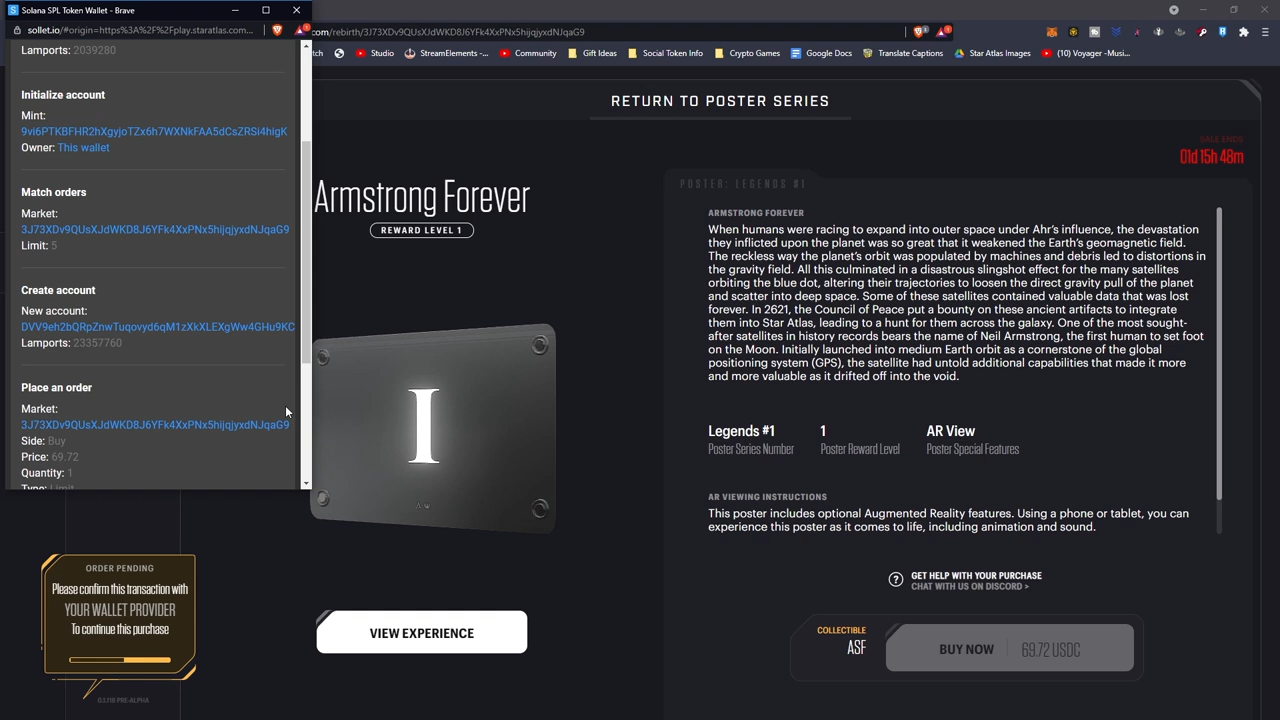 Solana SPL Token Wallet - Brave
sollet.io/#origin=https%3A%2F%2Fplay.staratlas.com...
Lamports: 2039280
Initialize account
Mint:
9vi6PTKBFHR2hXgyjoTZx6h7WXNkFAA5dCsZRSi4higK
Owner: This wallet
Match orders
Market:
3J73XDv9QUsXJdWKD8J6YFk4XxPNx5hijqjyxdNJqaG9
Limit: 5
Create account
New account:
DVV9eh2bQRpZnwTuqovyd6qM1zXkXLEXgWw4GHu9KC
Lamports: 23357760
Place an order
Market:
3J73XDv9QUsXJdWKD8J6YFk4XxPNx5hijqjyxdNJqaG9
Side: Buy
Price: 69.72
Quantity: 1
Type: Limit
com/rebirth/3J73XDv9QUsXJdWKD8J6YFk4XxPNx5hijqjyxdNJqaG9
tch
Studio
StreamElements -...
Community
Gift Ideas
Social Token Info
Crypto Games
Google Docs
Translate Captions
Star Atlas Images
(10) Voyager -Musi...
RETURN TO POSTER SERIES
SALE ENDS
01d 15h 48m
Armstrong Forever
REWARD LEVEL 1
I
VIEW EXPERIENCE
POSTER: LEGENDS #1
ARMSTRONG FOREVER
When humans were racing to expand into outer space under Ahr's influence, the devastation
they inflicted upon the planet was so great that it weakened the Earth's geomagnetic field.
The reckless way the planet's orbit was populated by machines and debris led to distortions in
the gravity field. All this culminated in a disastrous slingshot effect for the many satellites
orbiting the blue dot, altering their trajectories to loosen the direct gravity pull of the planet
and scatter into deep space. Some of these satellites contained valuable data that was lost
forever. In 2621, the Council of Peace put a bounty on these ancient artifacts to integrate
them into Star Atlas, leading to a hunt for them across the galaxy. One of the most sought-
after satellites in history records bears the name of Neil Armstrong, the first human to set foot
on the Moon. Initially launched into medium Earth orbit as a cornerstone of the global
positioning system (GPS), the satellite had untold additional capabilities that made it more
and more valuable as it drifted off into the void.
Legends #1
Poster Series Number
1
Poster Reward Level
AR View
Poster Special Features
AR VIEWING INSTRUCTIONS
This poster includes optional Augmented Reality features. Using a phone or tablet, you can
experience this poster as it comes to life, including animation and sound.
? GET HELP WITH YOUR PURCHASE
CHAT WITH US ON DISCORD >
COLLECTIBLE
ASF
BUY NOW
69.72 USDC
ORDER PENDING
Please confirm this transaction with
YOUR WALLET PROVIDER
To continue this purchase